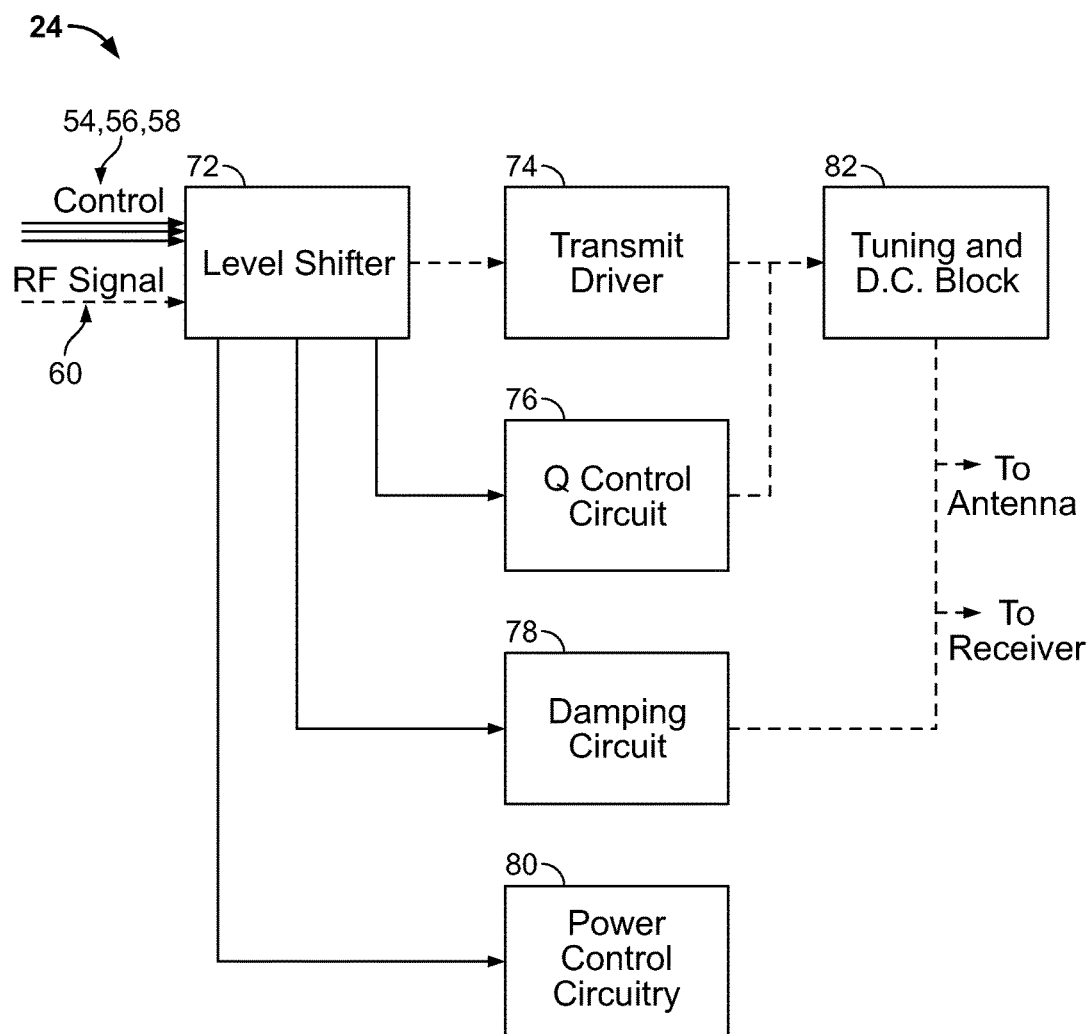 24
54,56,58
Control
RF Signal
60
72
Level Shifter
74
Transmit
Driver
82
Tuning and
D.C. Block
76
Q Control
Circuit
To
Antenna
To
Receiver
78
Damping
Circuit
80
Power
Control
Circuitry